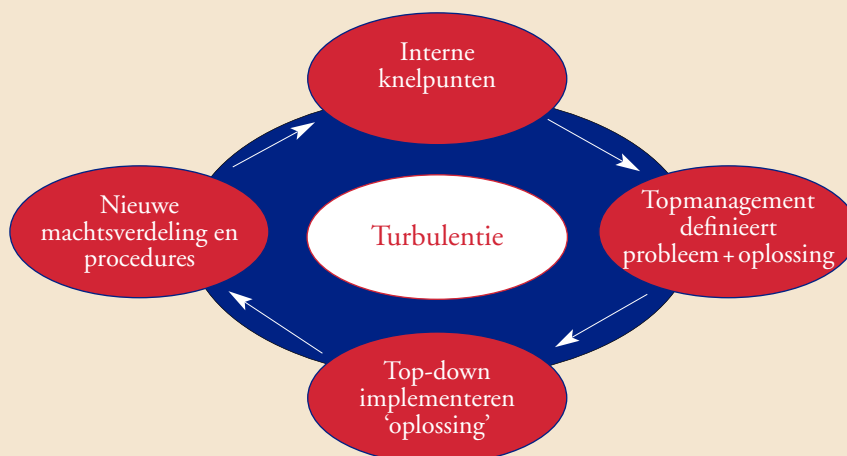 Interne
knelpunten
Topmanagement
definieert
probleem + oplossing
Top-down
implementeren
‘oplossing’
Nieuwe
machtsverdeling en
procedures
Turbulentie